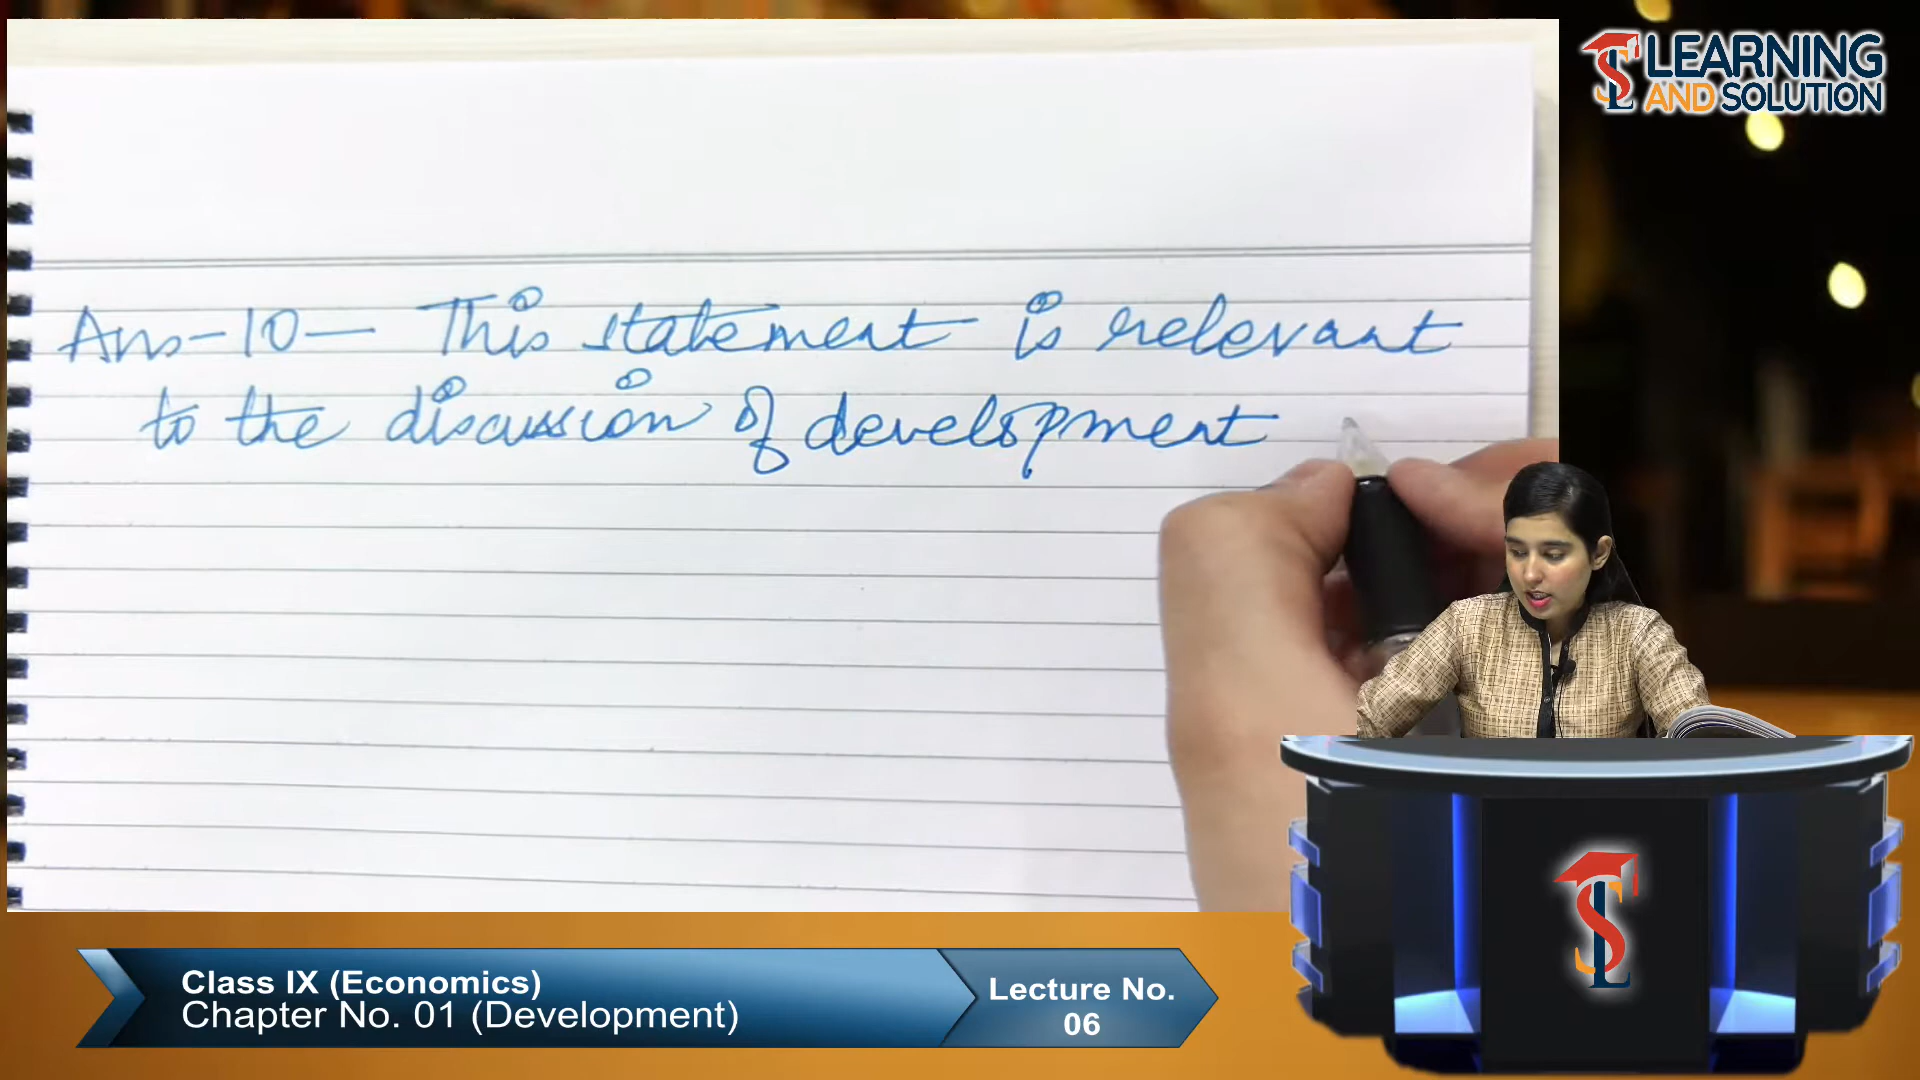 LEARNING
AND SOLUTION
Ans-10- This statement is relevant
to the discussion of development
Class IX (Economics)
Chapter No. 01 (Development)
Lecture No.
06